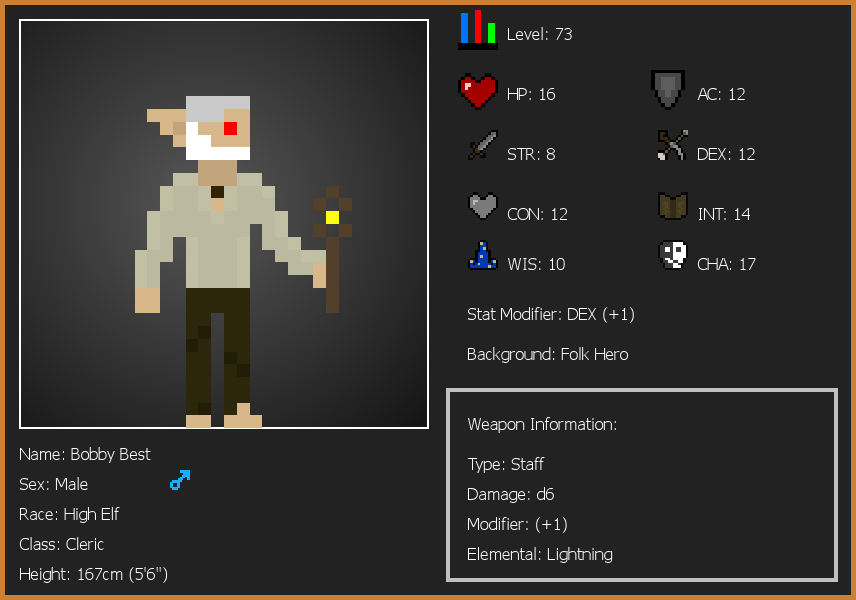 Level: 73
HP: 16
AC: 12
STR: 8
DEX: 12
CON: 12
INT: 14
WIS: 10
CHA: 17
Stat Modifier: DEX (+1)
Background: Folk Hero
Weapon Information:
Type: Staff
Damage: d6
Modifier: (+1)
Elemental: Lightning
Name: Bobby Best
Sex: Male
Race: High Elf
Class: Cleric
Height: 167cm (5'6")